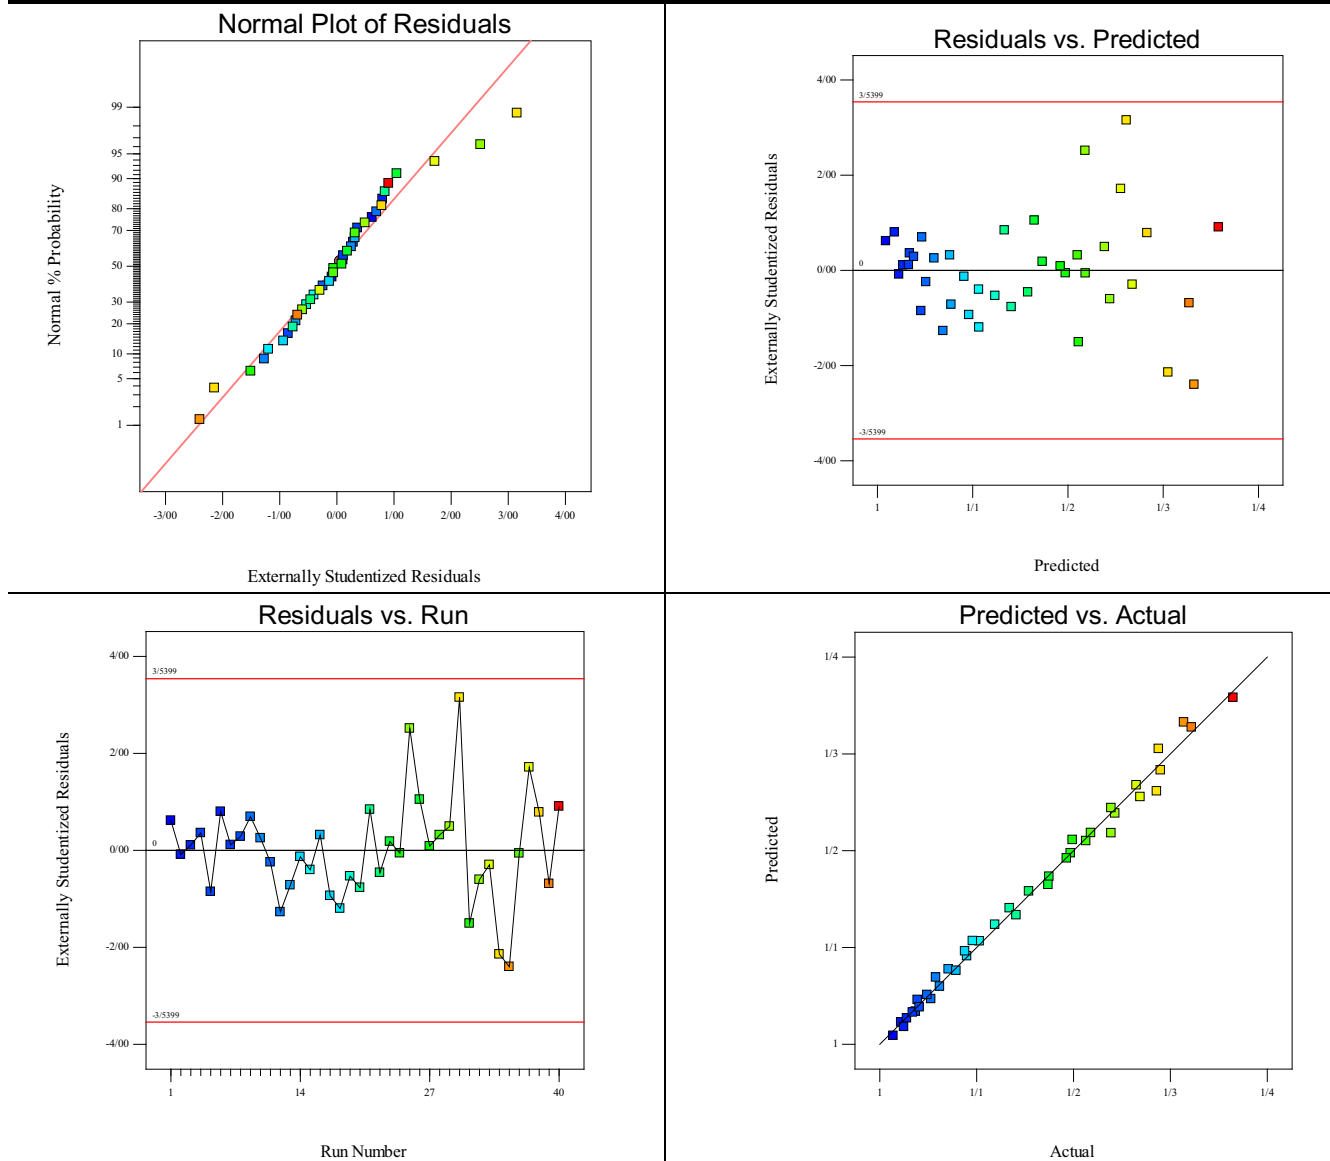 Normal Plot of Residuals
Normal % Probability
99
95
90
80
70
50
30
20
10
5
1
-3/00 -2/00 -1/00 0/00 1/00 2/00 3/00 4/00
Externally Studentized Residuals
Residuals vs. Predicted
Externally Studentized Residuals
4/00
3/5399
2/00
0/00
0
-2/00
-3/5399
-4/00
1 1/1 1/2 1/3 1/4
Predicted
Residuals vs. Run
Externally Studentized Residuals
4/00
3/5399
2/00
0/00
0
-2/00
-3/5399
-4/00
1 14 27 40
Run Number
Predicted vs. Actual
Predicted
1/4
1/3
1/2
1/1
1
1 1/1 1/2 1/3 1/4
Actual